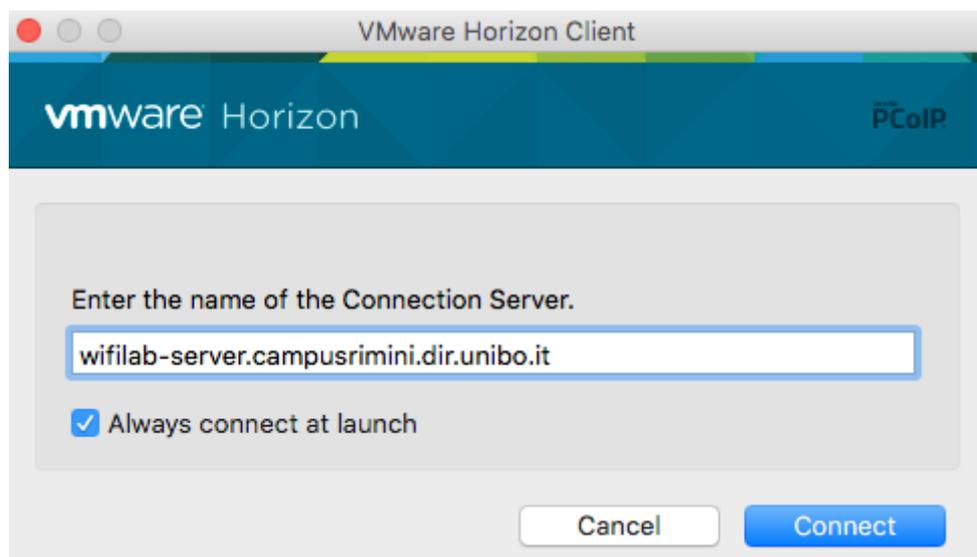 VMware Horizon Client
vmware Horizon
PCoIP
Enter the name of the Connection Server.
wifilab-server.campusrimini.dir.unibo.it
Always connect at launch
Cancel
Connect